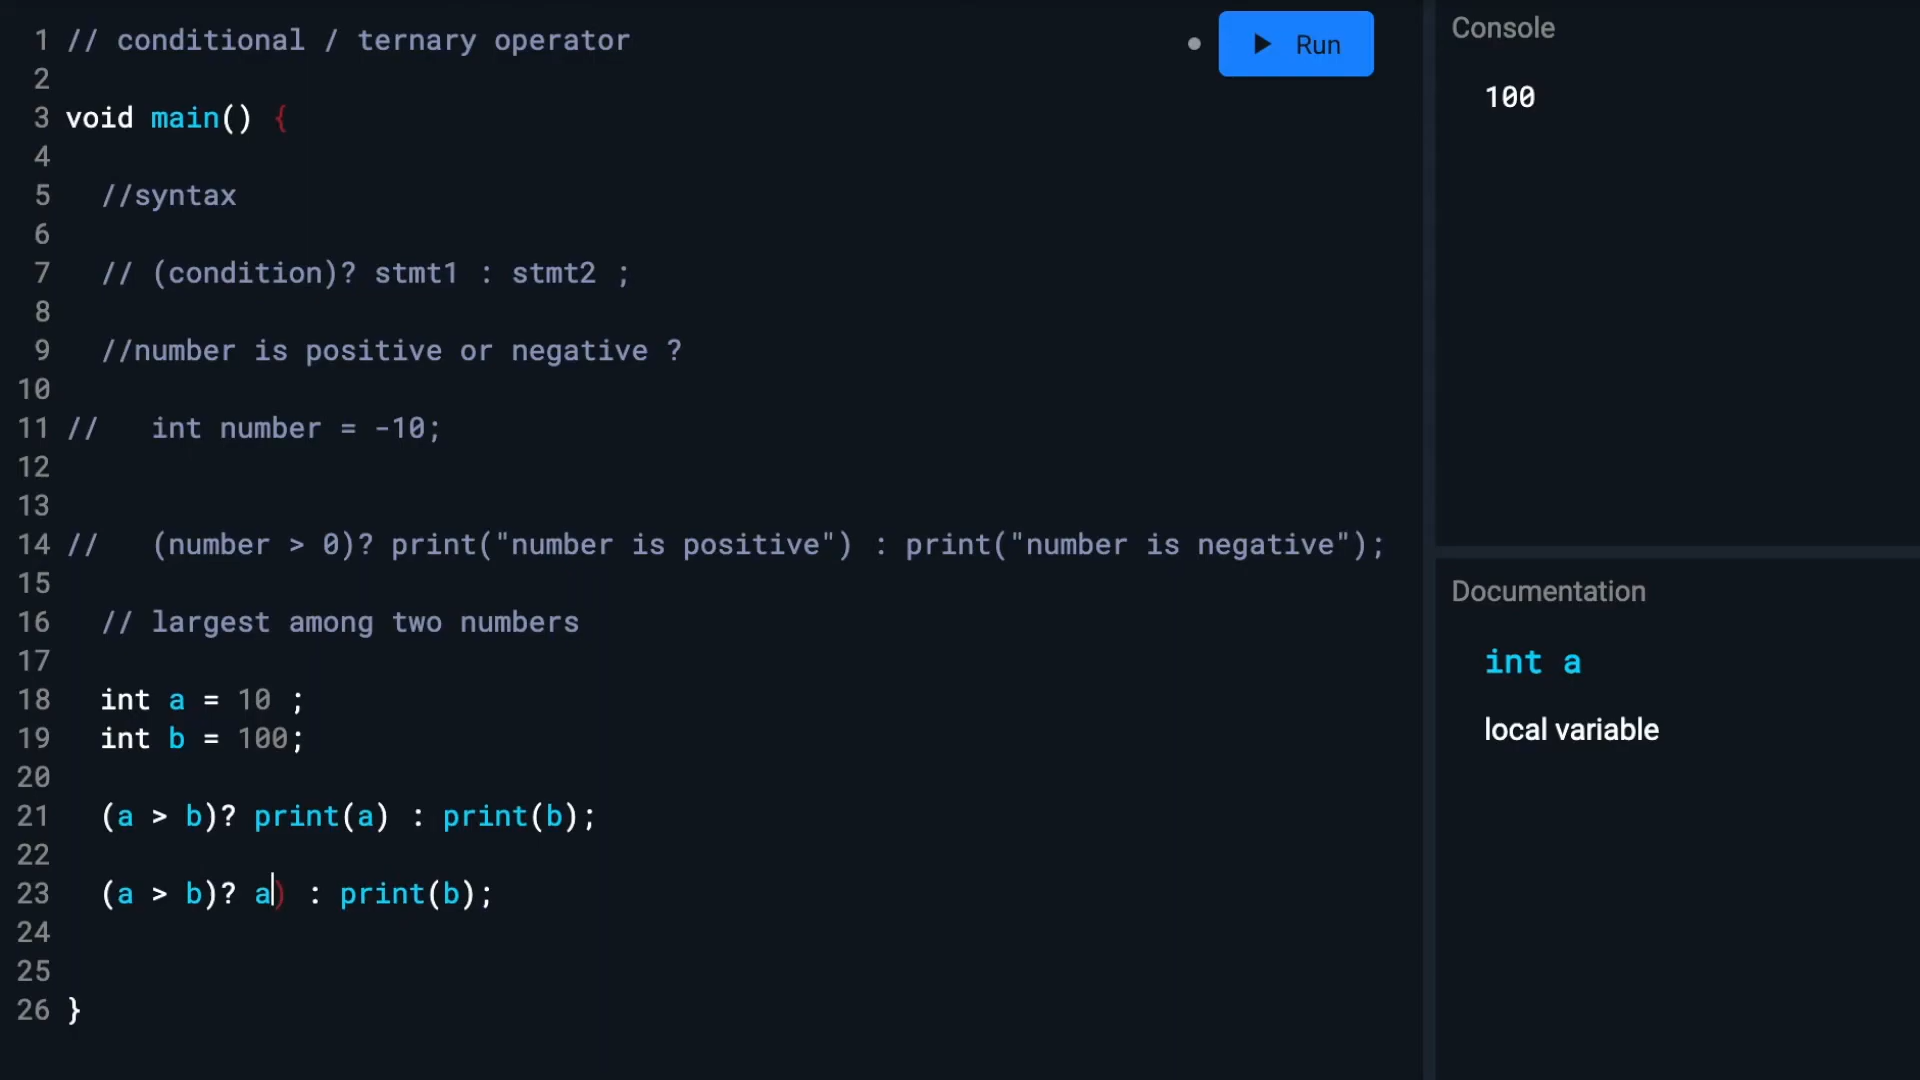 1 // conditional / ternary operator
2
3 void main() {
4
5 //syntax
6
7 // (condition)? stmt1 : stmt2 ;
8
9 //number is positive or negative ?
10
11 // int number = -10;
12
13
14 // (number > 0)? print("number is positive") : print("number is negative");
15
16 // largest among two numbers
17
18 int a = 10 ;
19 int b = 100;
20
21 (a > b)? print(a) : print(b);
22
23 (a > b)? a) : print(b);
24
25
26 }
Run
Console
100
Documentation
int a
local variable